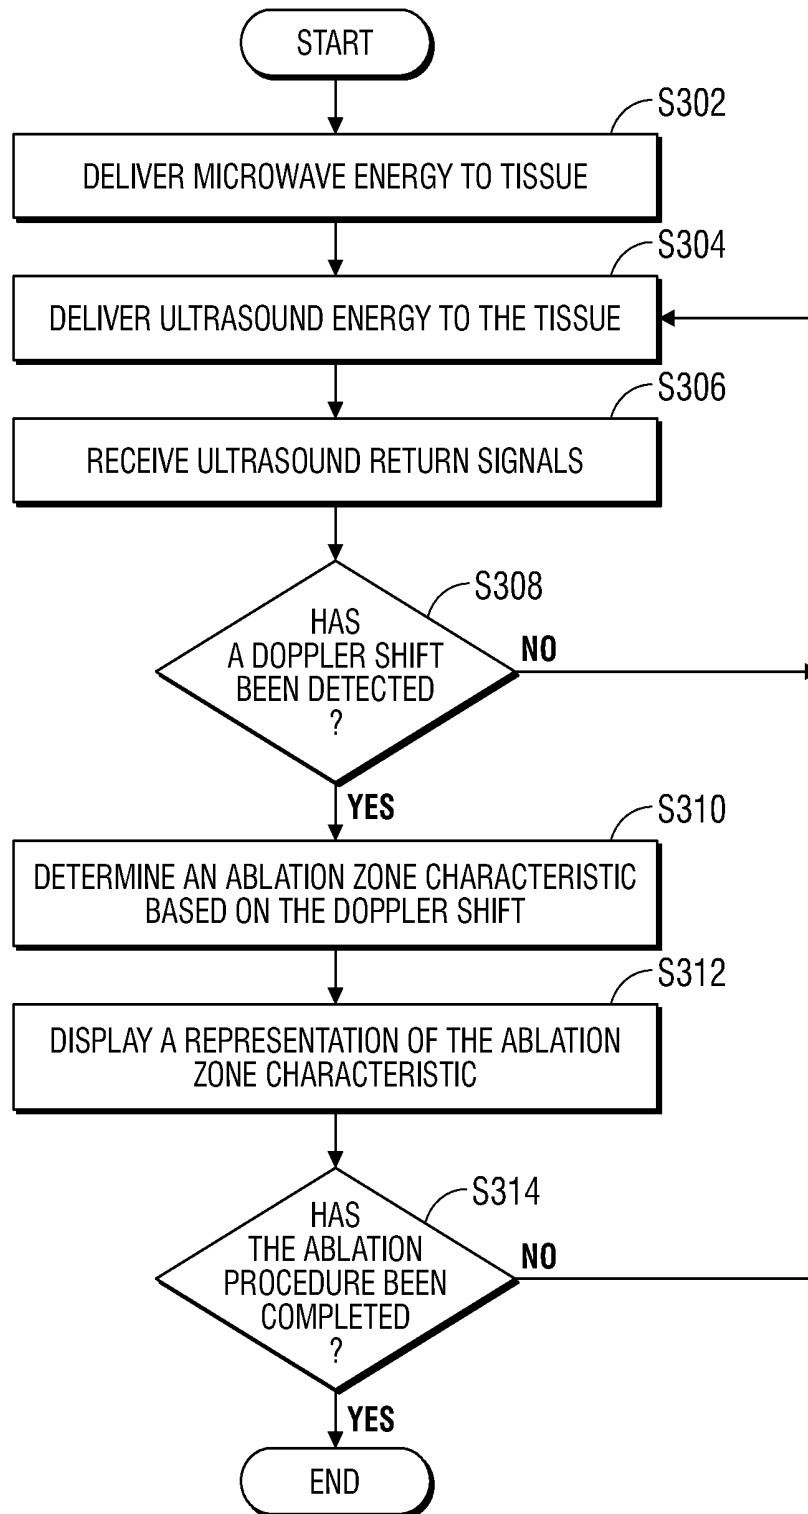 START
S302
DELIVER MICROWAVE ENERGY TO TISSUE
S304
DELIVER ULTRASOUND ENERGY TO THE TISSUE
S306
RECEIVE ULTRASOUND RETURN SIGNALS
S308
HAS
A DOPPLER SHIFT
BEEN DETECTED
?
NO
YES
S310
DETERMINE AN ABLATION ZONE CHARACTERISTIC
BASED ON THE DOPPLER SHIFT
S312
DISPLAY A REPRESENTATION OF THE ABLATION
ZONE CHARACTERISTIC
S314
HAS
THE ABLATION
PROCEDURE BEEN
COMPLETED
?
NO
YES
END